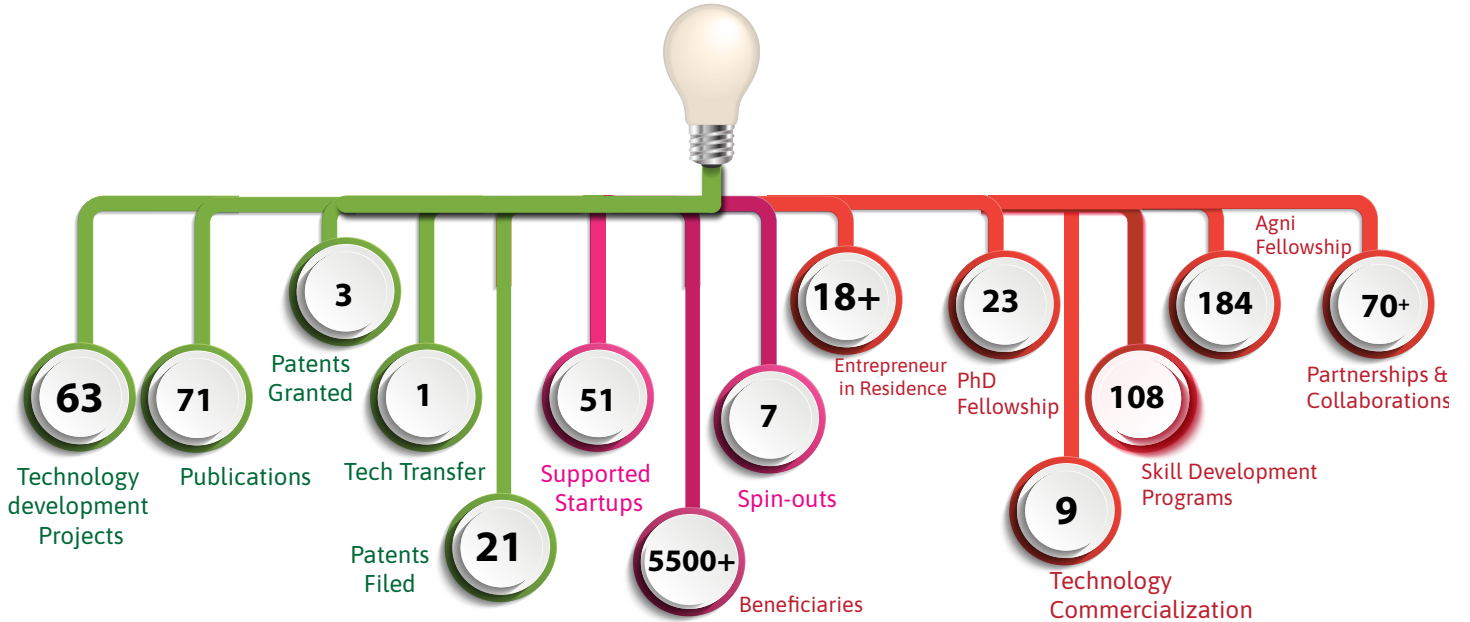 63
Technology
development
Projects
71
Publications
3
Patents
Granted
1
Tech Transfer
21
Patents
Filed
51
Supported
Startups
5500+
Beneficiaries
7
Spin-outs
18+
Entrepreneur
in Residence
23
PhD
Fellowship
9
Technology
Commercialization
108
Skill Development
Programs
184
Agni
Fellowship
70+
Partnerships &
Collaborations